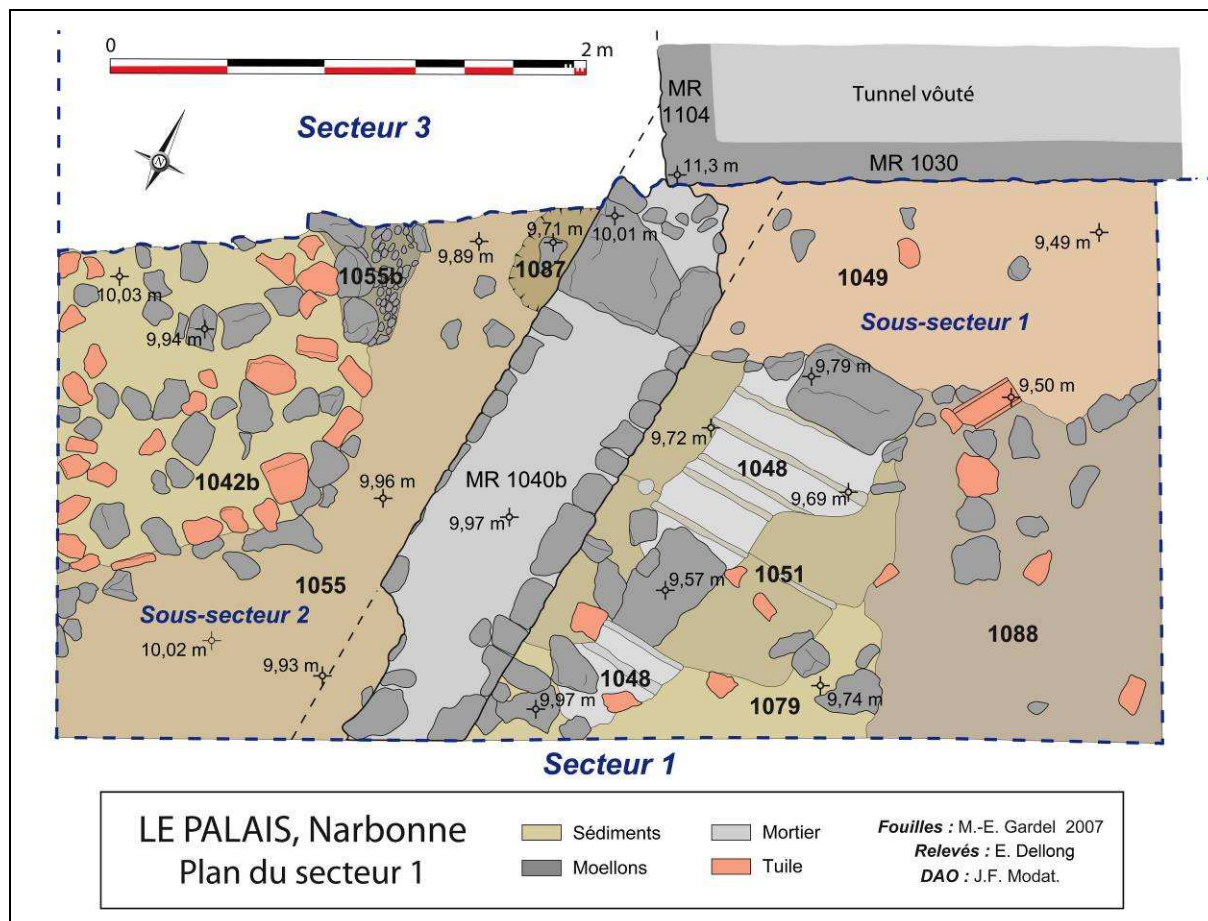 0
2 m
MR
1104
Tunnel vôuté
Secteur 3
N
MR 1030
11,3 m
9,71 m
10,01 m
9,89 m
9,49 m
1055b
1087
1049
10,03 m
9,94 m
Sous-secteur 1
9,79 m
9,50 m
9,72 m
1048
1042b
9,96 m
MR 1040b
9,69 m
9,97 m
1055
9,57 m
1051
Sous-secteur 2
1088
10,02 m
9,93 m
1048
9,97 m
1079
9,74 m
Secteur 1
LE PALAIS, Narbonne
Plan du secteur 1
Sédiments
Moellons
Mortier
Tuile
Fouilles : M.-E. Gardel 2007
Relevés : E. Dellong
DAO : J.F. Modat.